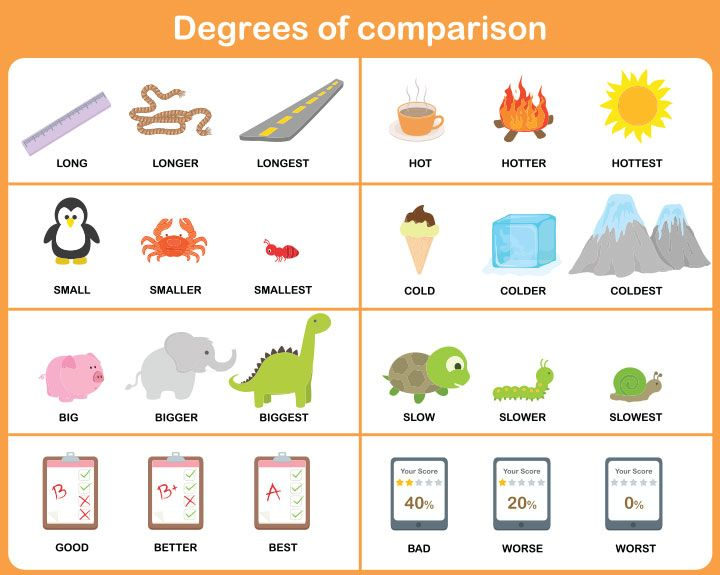 Degrees of comparison
LONG LONGER LONGEST
HOT HOTTER HOTTEST
SMALL SMALLER SMALLEST
COLD COLDER COLDEST
BIG BIGGER BIGGEST
SLOW SLOWER SLOWEST
B B+ A
GOOD BETTER BEST
Your Score Your Score Your Score
40% 20% 0%
BAD WORSE WORST